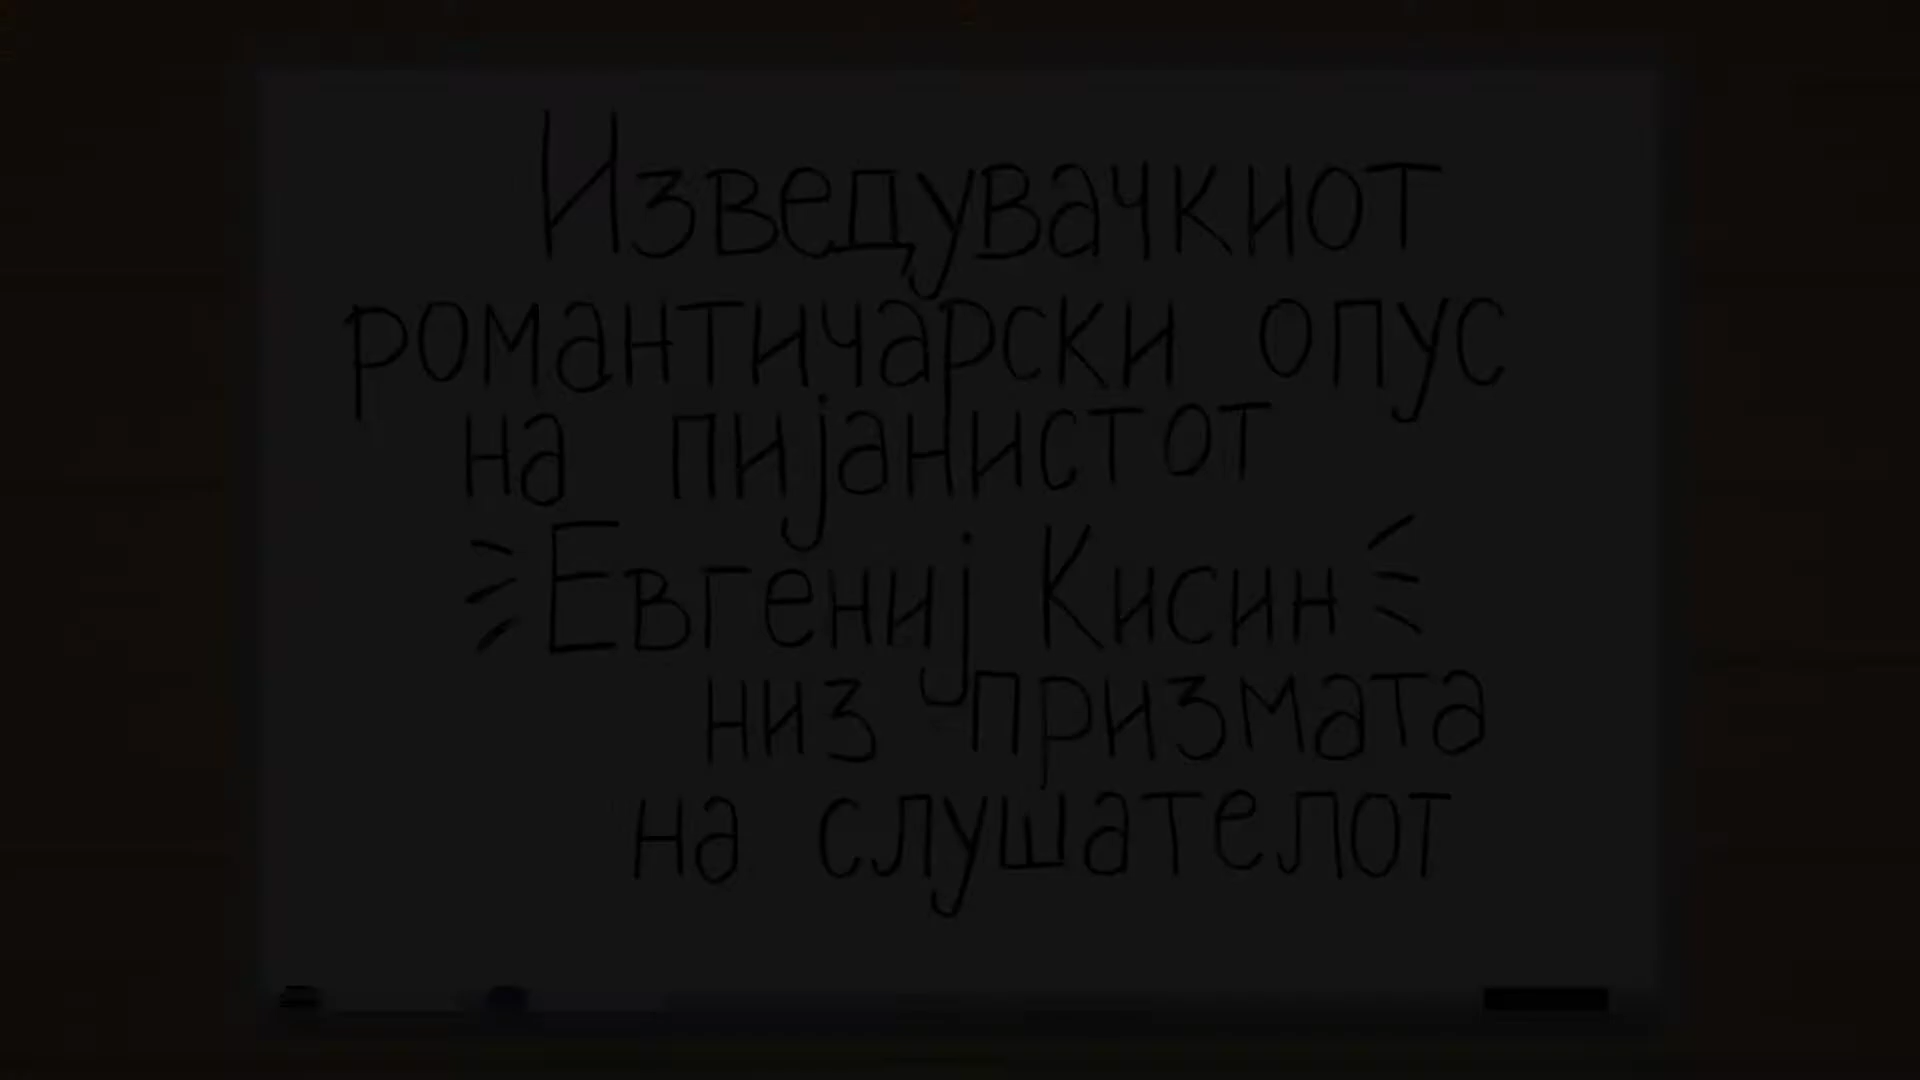 Изведувачкиот
романтичарски опус
на пијанистот
Евгениј Кисин
низ призмата
на слушателот